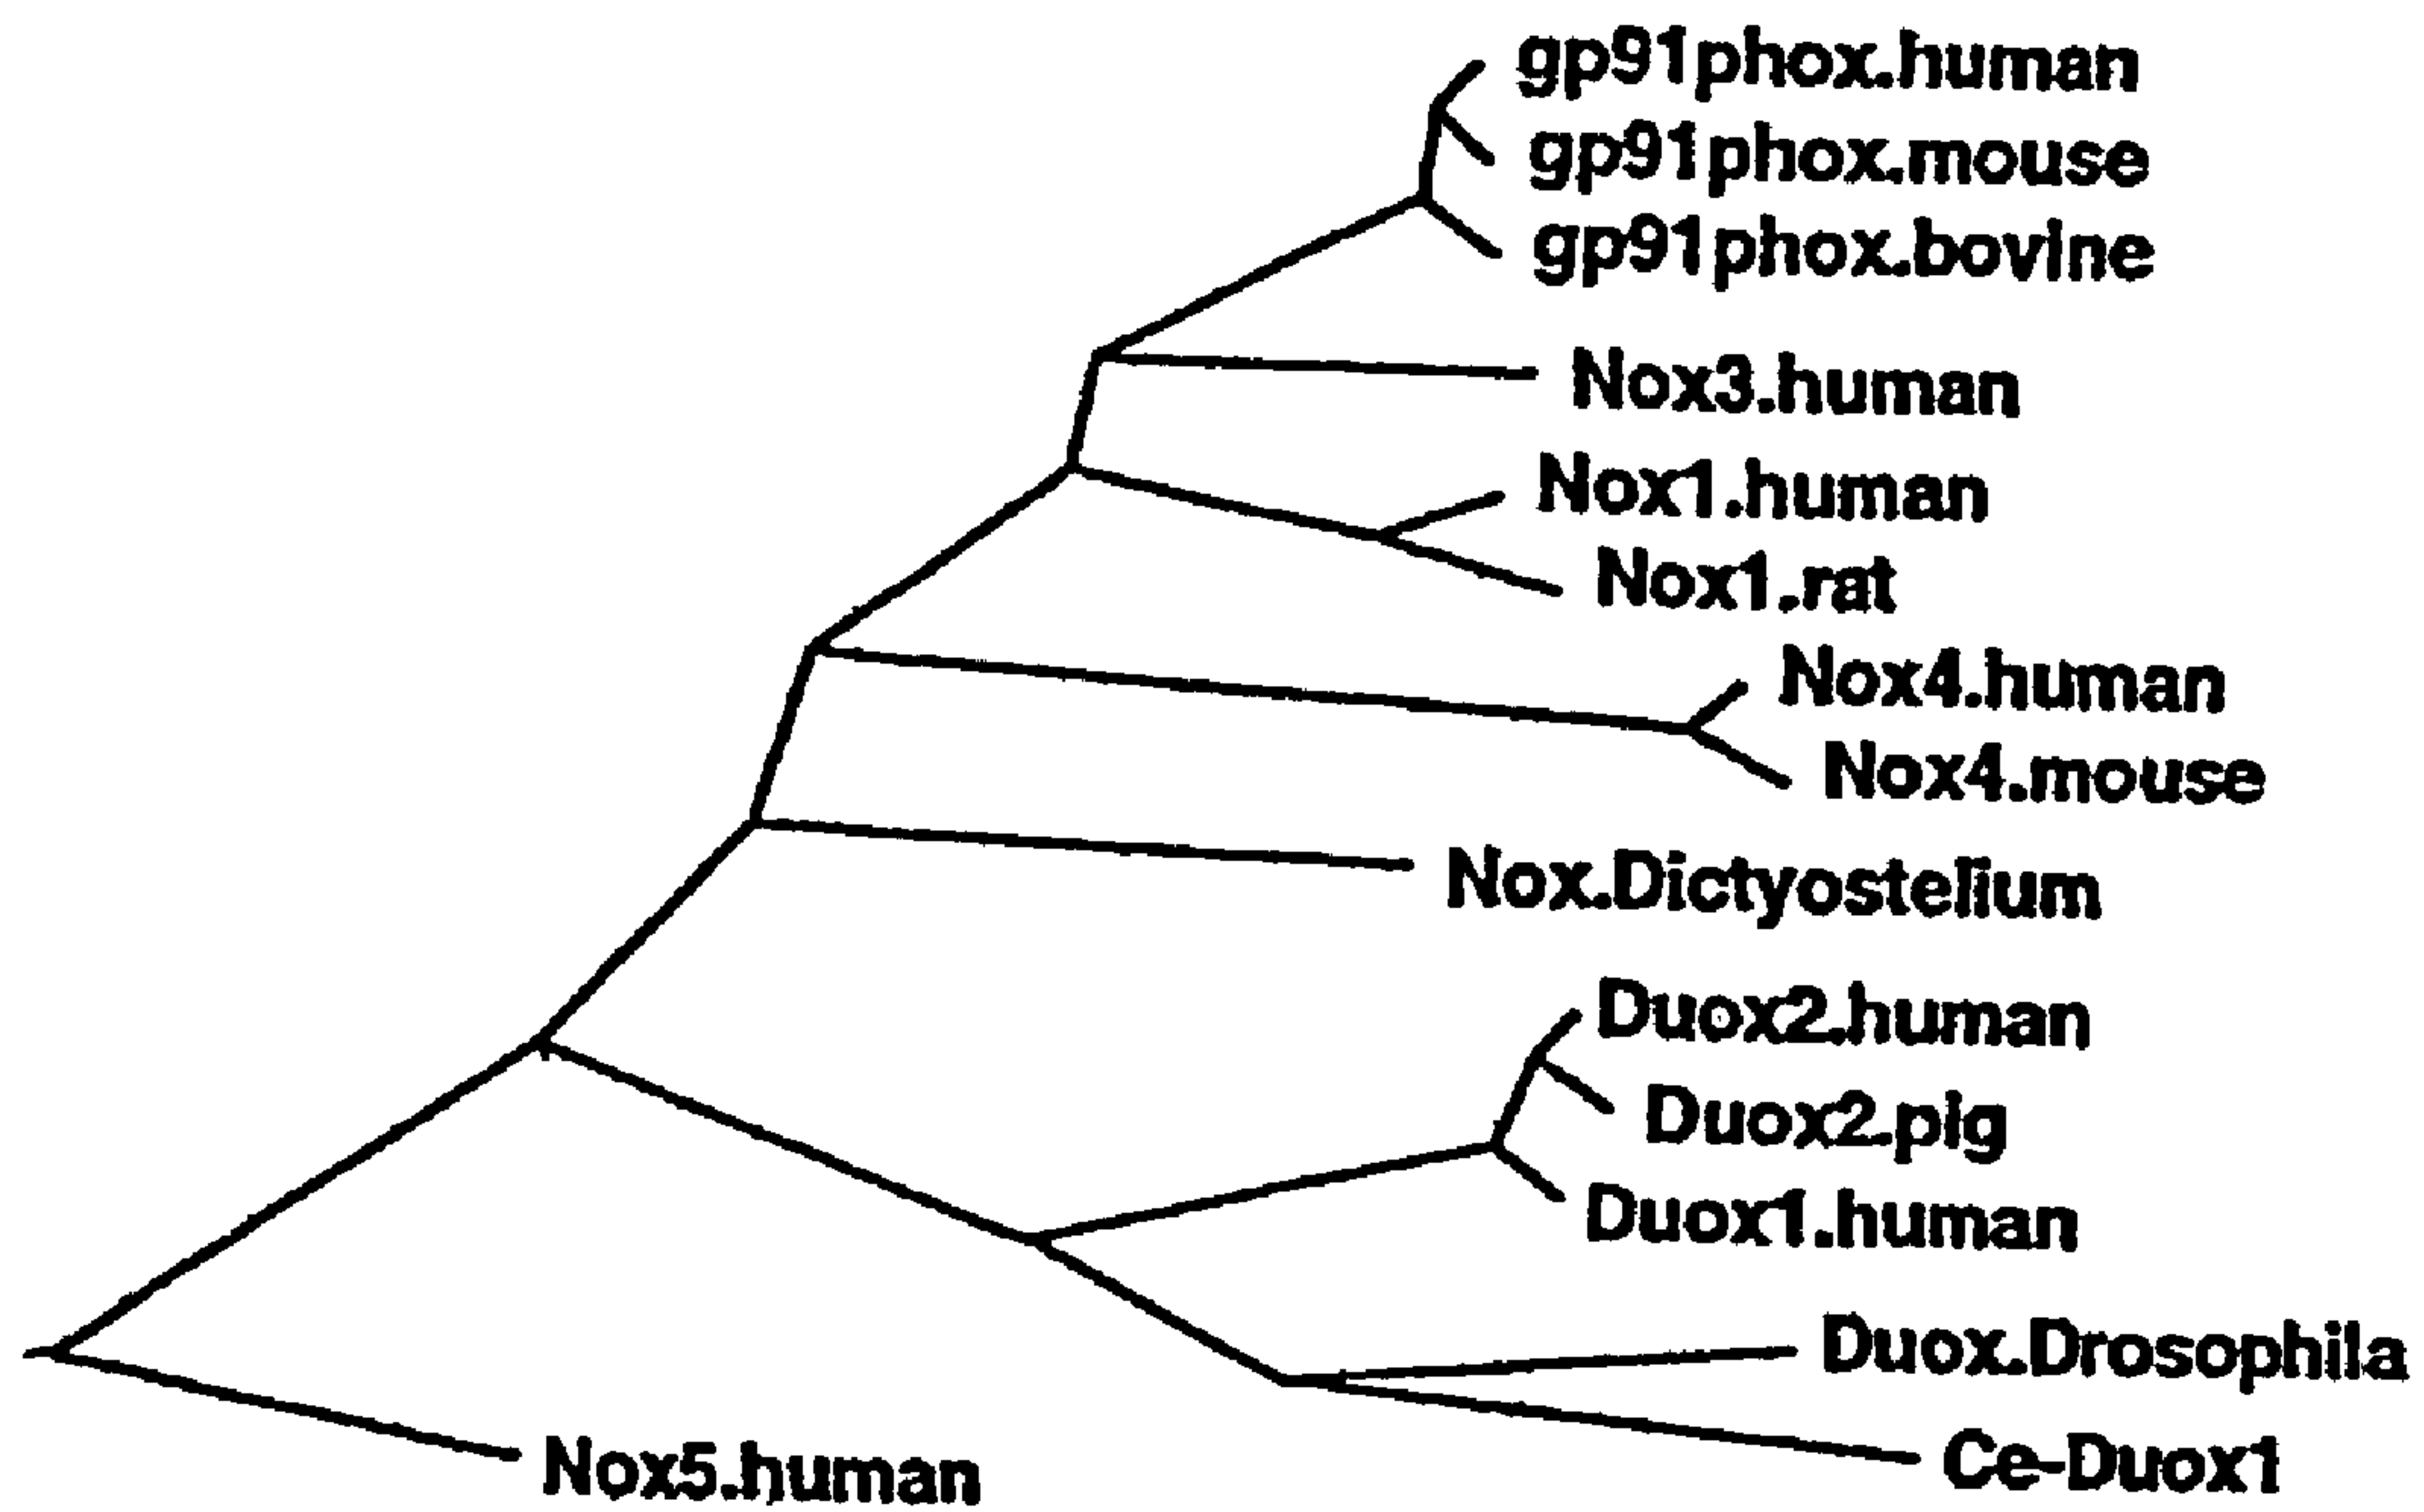 gp91phox.human
gp91phox.mouse
gp91phox.bovine
Nox3.human
Nox1.human
Nox1.rat
Nox4.human
Nox4.mouse
Nox.Dictyostelium
Duox2.human
Duox2.pig
Duox1.human
Duox.Drosophila
Ce-Duox1
Nox5.human